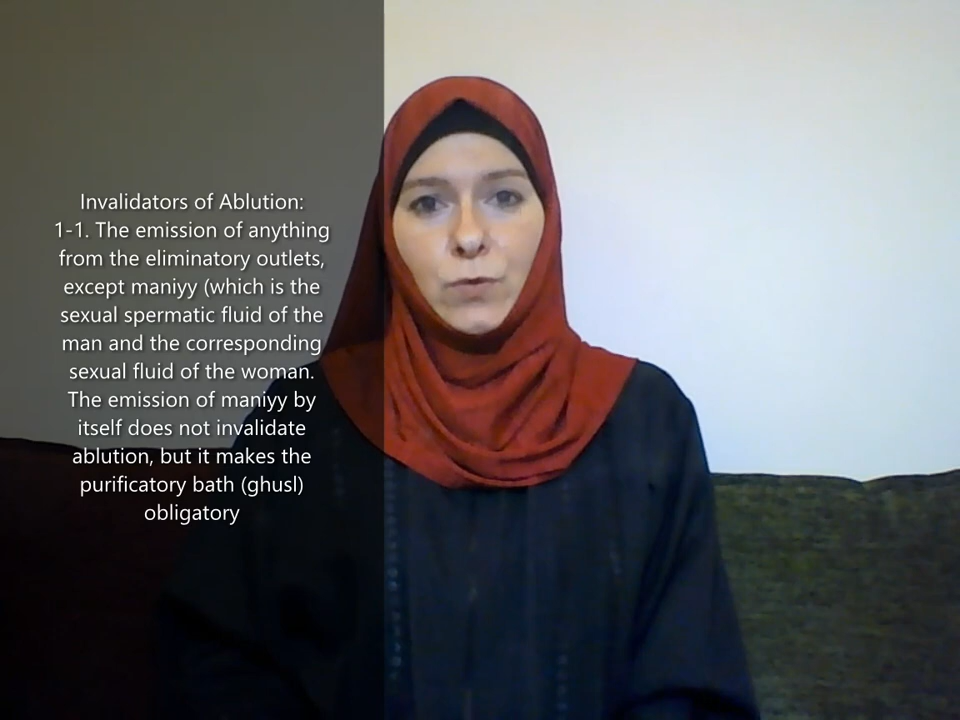 Invalidators of Ablution:
1-1. The emission of anything
from the eliminatory outlets,
except maniyy (which is the
sexual spermatic fluid of the
man and the corresponding
sexual fluid of the woman.
The emission of maniyy by
itself does not invalidate
ablution, but it makes the
purificatory bath (ghusl)
obligatory